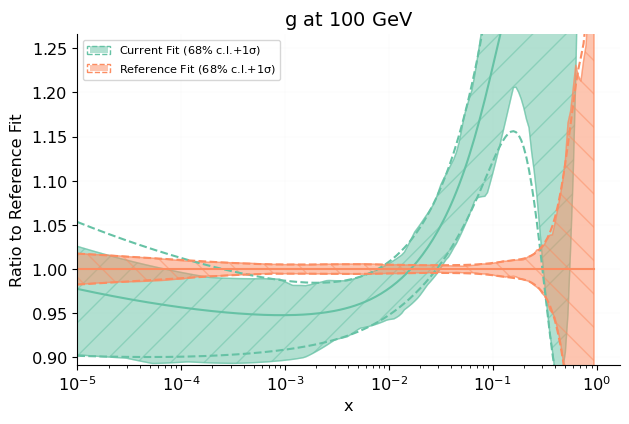 g at 100 GeV
Current Fit (68% c.l.+1σ)
Reference Fit (68% c.l.+1σ)
Ratio to Reference Fit
1.25
1.20
1.15
1.10
1.05
1.00
0.95
0.90
10⁻⁵ 10⁻⁴ 10⁻³ 10⁻² 10⁻¹ 10⁰
x